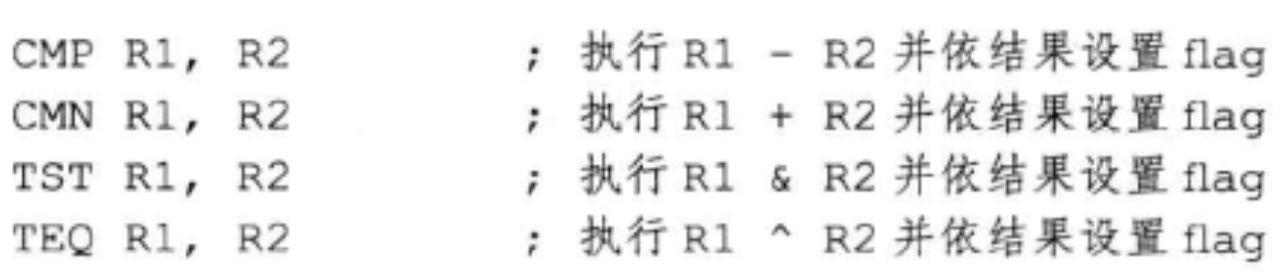 CMP R1, R2 ; 执行 R1 - R2 并依结果设置 flag
CMN R1, R2 ; 执行 R1 + R2 并依结果设置 flag
TST R1, R2 ; 执行 R1 & R2 并依结果设置 flag
TEQ R1, R2 ; 执行 R1 ^ R2 并依结果设置 flag